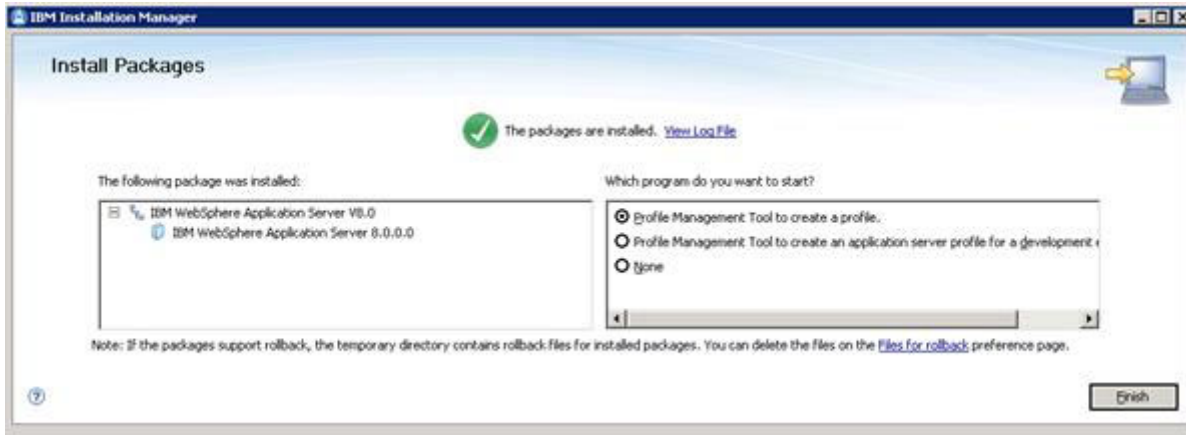 IBM Installation Manager
Install Packages
The packages are installed. View Log File
The following package was installed:
IBM WebSphere Application Server V8.0
IBM WebSphere Application Server 8.0.0.0
Which program do you want to start?
Profile Management Tool to create a profile.
Profile Management Tool to create an application server profile for a development
None
Note: If the packages support rollback, the temporary directory contains rollback files for installed packages. You can delete the files on the Files for rollback preference page.
?
Finish